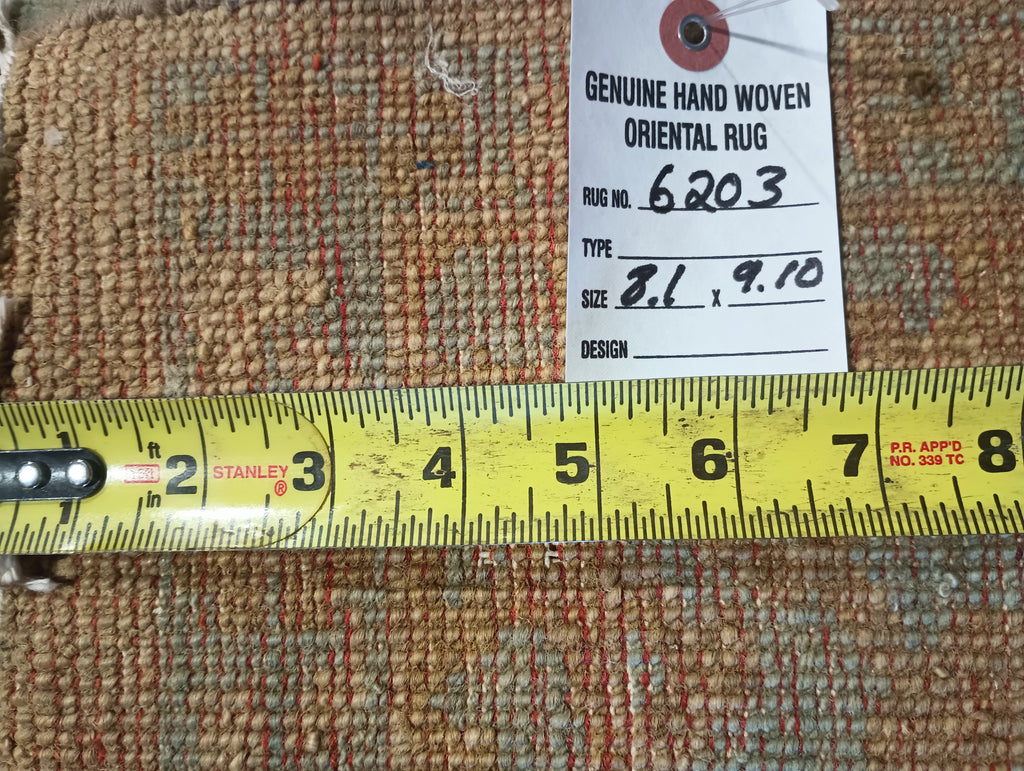 GENUINE HAND WOVEN
ORIENTAL RUG
RUG NO. 6203
TYPE
SIZE 8.1 x 9.10
DESIGN
1 ft 2 STANLEY® 3 4 5 6 7 P.R. APP'D 8
NO. 339 TC
1 in